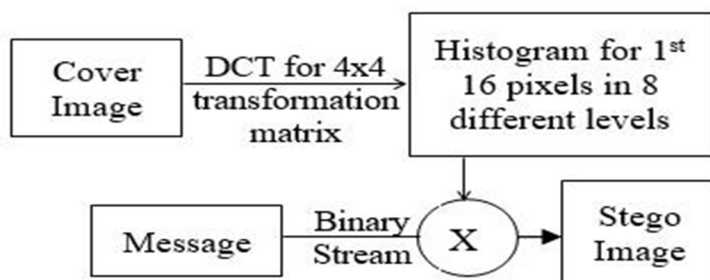 Cover
Image
DCT for 4x4
transformation
matrix
Histogram for 1st
16 pixels in 8
different levels
Message
Binary
Stream
X
Stego
Image